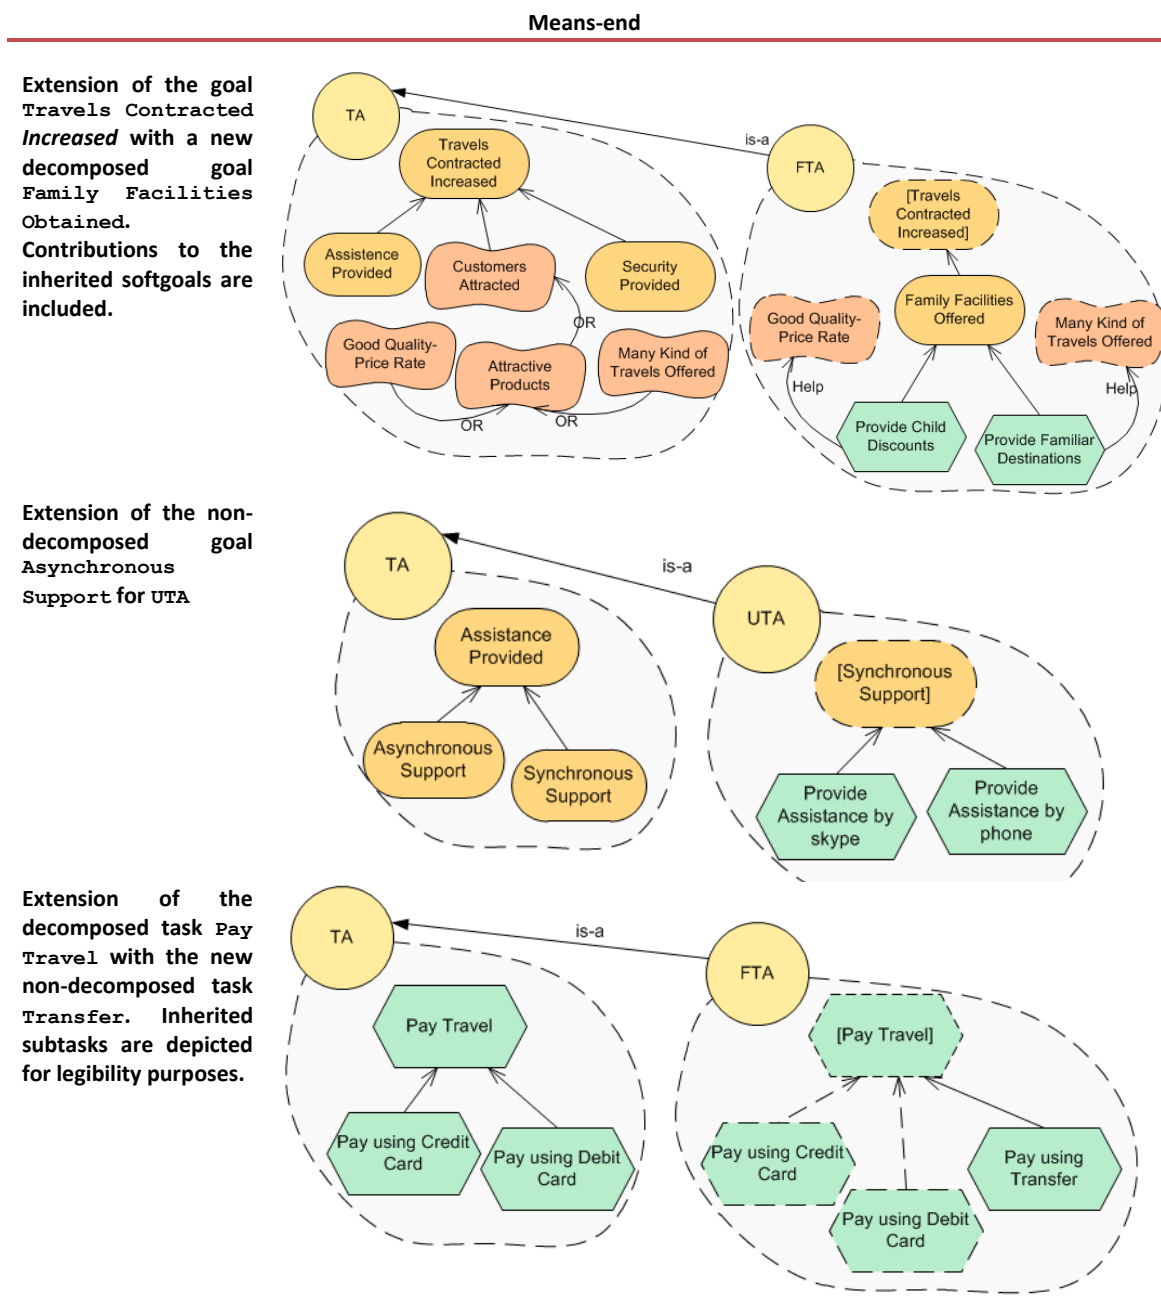 Means-end
Extension of the goal
Travels Contracted
Increased with a new
decomposed goal
Family Facilities
Obtained.
Contributions to the
inherited softgoals are
included.
TA
is-a
FTA
Travels
Contracted
Increased
Assistence
Provided
Customers
Attracted
Security
Provided
OR
Good Quality-
Price Rate
Attractive
Products
Many Kind of
Travels Offered
OR
OR
[Travels
Contracted
Increased]
Good Quality-
Price Rate
Family Facilities
Offered
Many Kind of
Travels Offered
Help
Help
Provide Child
Discounts
Provide Familiar
Destinations
Extension of the non-
decomposed goal
Asynchronous
Support for UTA
TA
is-a
UTA
Assistance
Provided
Asynchronous
Support
Synchronous
Support
[Synchronous
Support]
Provide
Assistance by
skype
Provide
Assistance by
phone
Extension of the
decomposed task Pay
Travel with the new
non-decomposed task
Transfer. Inherited
subtasks are depicted
for legibility purposes.
TA
is-a
FTA
Pay Travel
Pay using Credit
Card
Pay using Debit
Card
[Pay Travel]
Pay using Credit
Card
Pay using Debit
Card
Pay using
Transfer